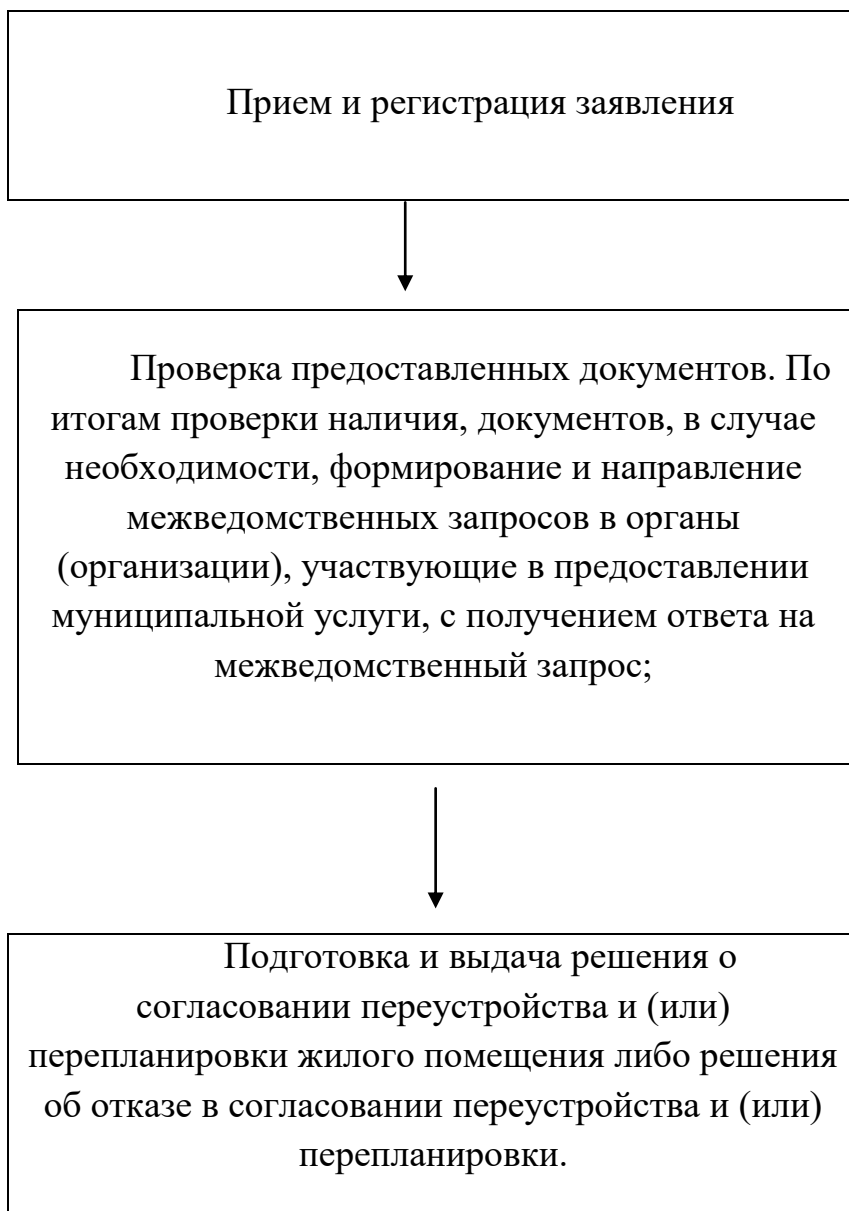 Прием и регистрация заявления
Проверка предоставленных документов. По
итогам проверки наличия, документов, в случае
необходимости, формирование и направление
межведомственных запросов в органы
(организации), участвующие в предоставлении
муниципальной услуги, с получением ответа на
межведомственный запрос;
Подготовка и выдача решения о
согласовании переустройства и (или)
перепланировки жилого помещения либо решения
об отказе в согласовании переустройства и (или)
перепланировки.